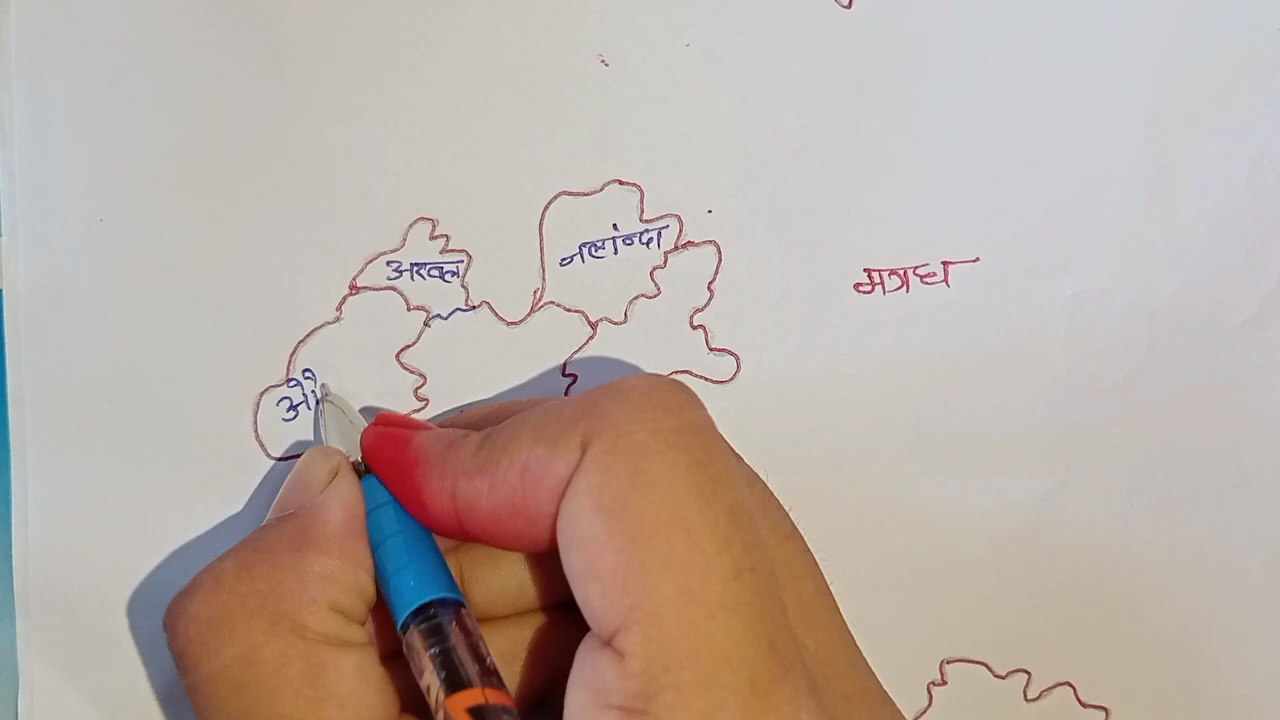 अरवल
नालंन्दा
औ
मगध